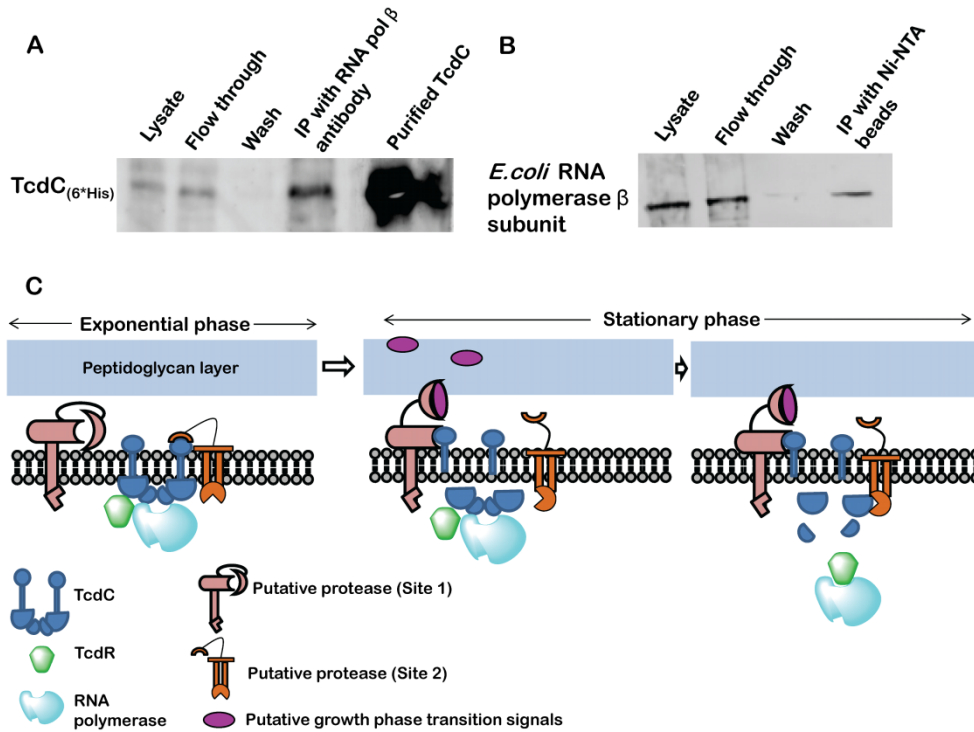 A
Lysate
Flow through
Wash
IP with RNA pol β
antibody
Purified TcdC
TcdC(6*His)
B
Lysate
Flow through
Wash
IP with Ni-NTA
beads
E.coli RNA
polymerase β
subunit
C
Exponential phase
Stationary phase
Peptidoglycan layer
TcdC
TcdR
RNA
polymerase
Putative protease (Site 1)
Putative protease (Site 2)
Putative growth phase transition signals